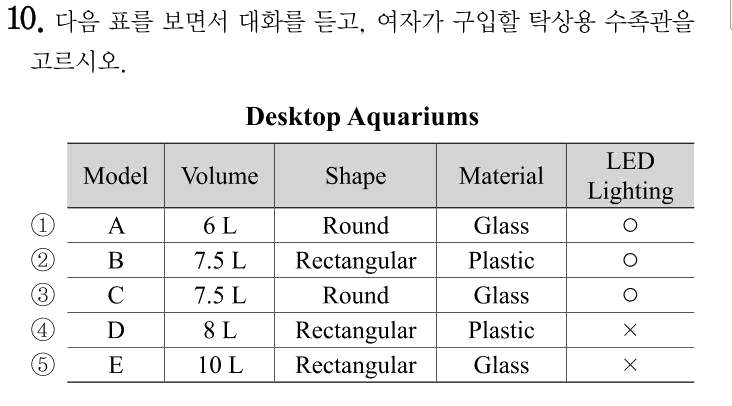 10. 다음 표를 보면서 대화를 듣고, 여자가 구입할 탁상용 수족관을
고르시오.
Desktop Aquariums
Model Volume Shape Material LED Lighting
① A 6 L Round Glass ○
② B 7.5 L Rectangular Plastic ○
③ C 7.5 L Round Glass ○
④ D 8 L Rectangular Plastic ×
⑤ E 10 L Rectangular Glass ×